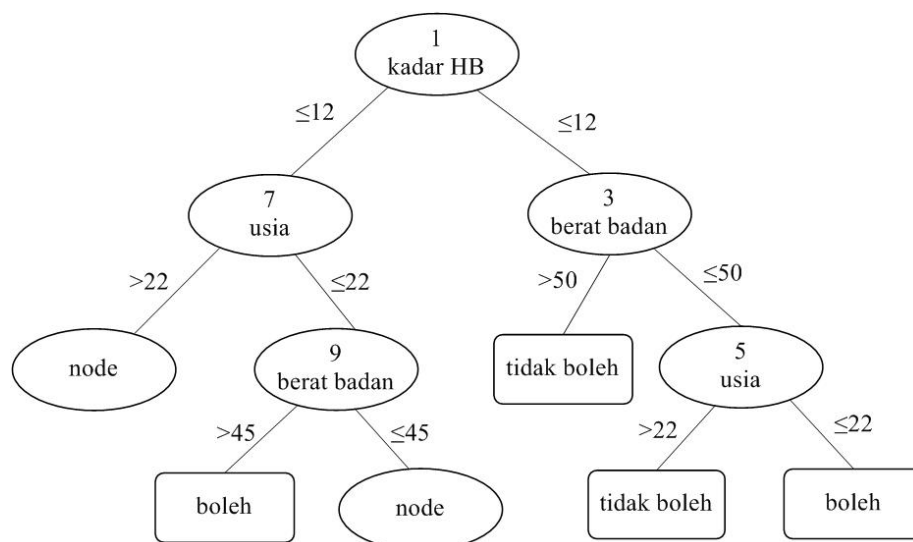 1
kadar HB
≤12
≤12
7
usia
3
berat badan
>22
≤22
>50
≤50
node
9
berat badan
tidak boleh
5
usia
>45
≤45
>22
≤22
boleh
node
tidak boleh
boleh